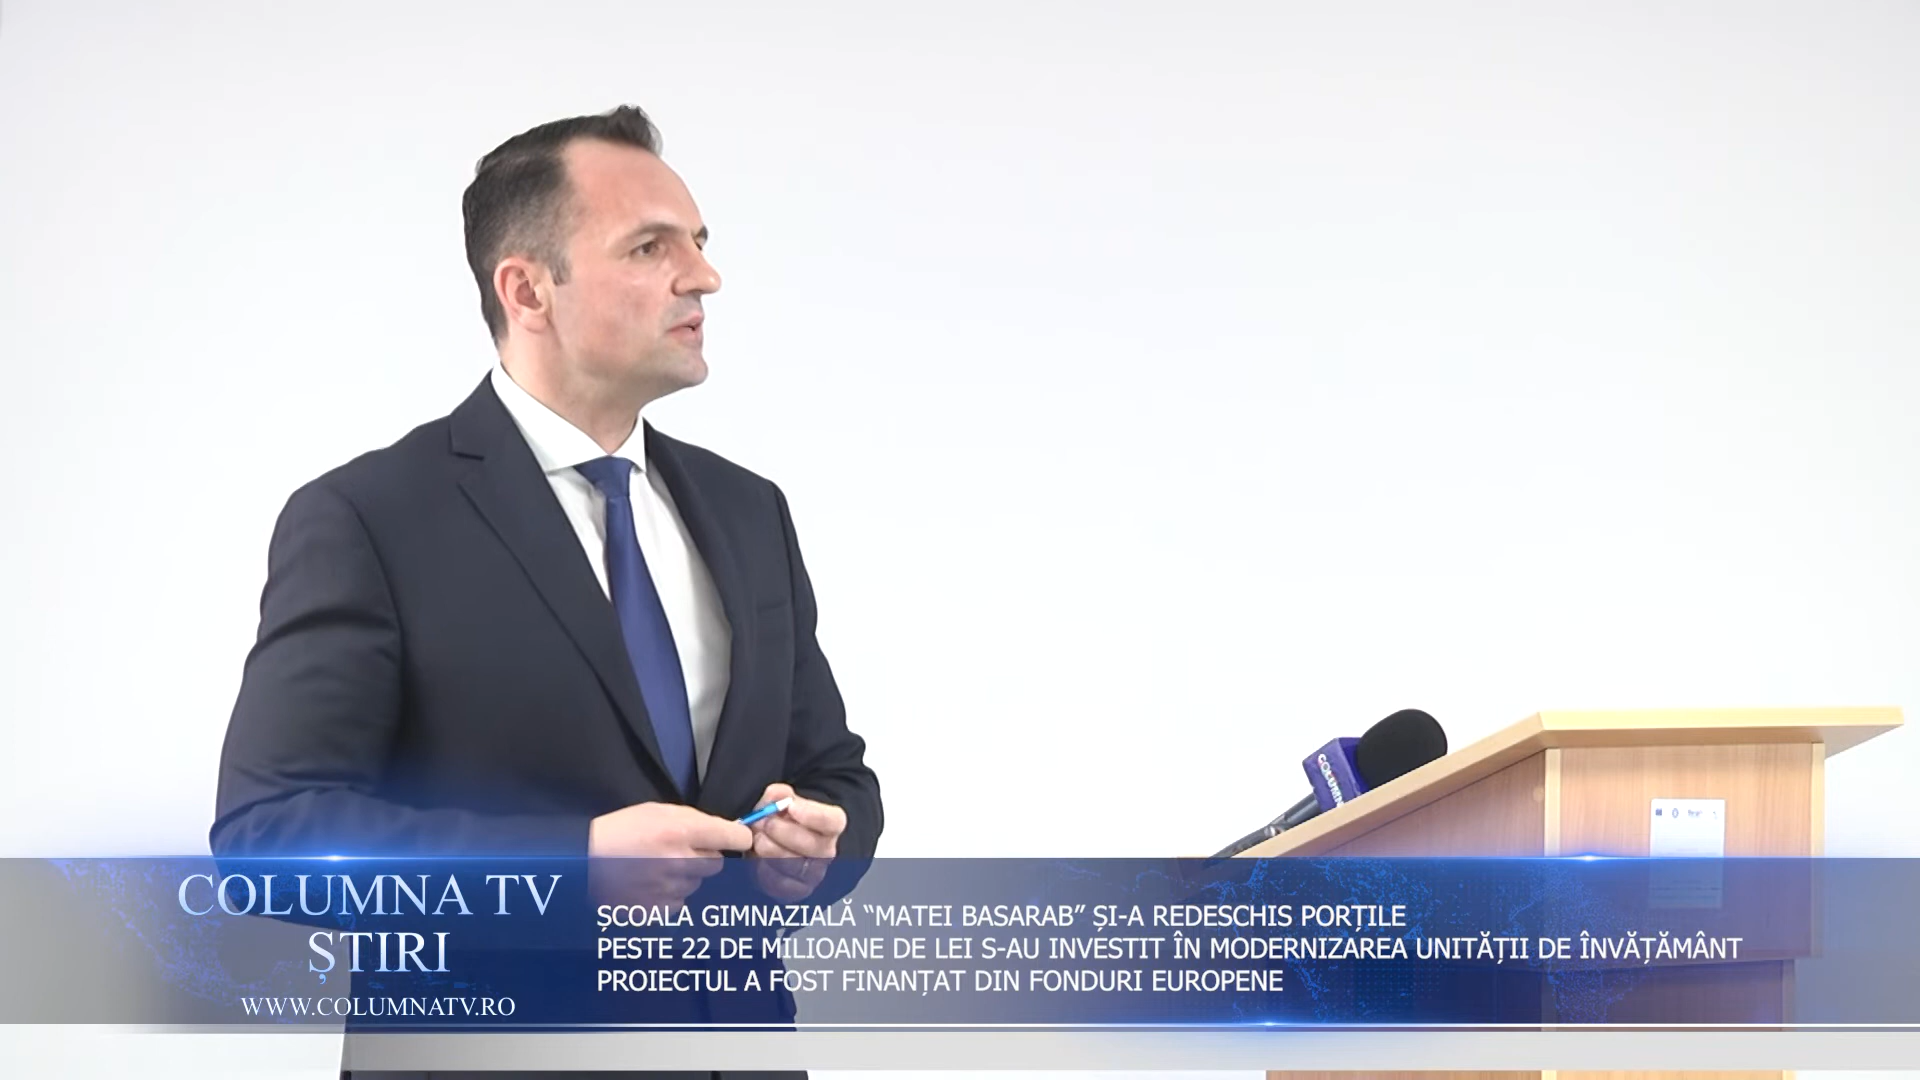 COLUMN
COLUMNA TV
ȘTIRI
WWW.COLUMNATV.RO
ȘCOALA GIMNAZIALĂ “MATEI BASARAB” ȘI-A REDESCHIS PORȚILE
PESTE 22 DE MILIOANE DE LEI S-AU INVESTIT ÎN MODERNIZAREA UNITĂȚII DE ÎNVĂȚĂMÂNT
PROIECTUL A FOST FINANȚAT DIN FONDURI EUROPENE